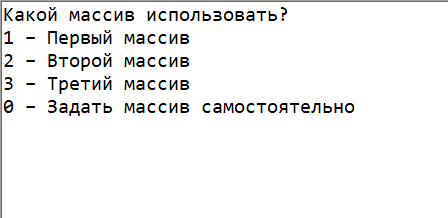 Какой массив использовать?
1 – Первый массив
2 – Второй массив
3 – Третий массив
0 – Задать массив самостоятельно